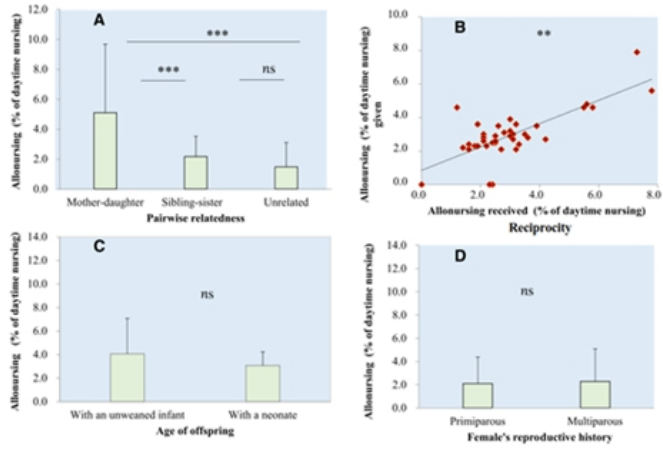 A
12.0
10.0
8.0
6.0
4.0
2.0
0.0
Allonursing (% of daytime nursing)
***
***
ns
Mother-daughter Sibling-sister Unrelated
Pairwise relatedness
B
10.0
8.0
6.0
4.0
2.0
0.0
Allonursing (% of daytime nursing)
given
**
0.0 2.0 4.0 6.0 8.0
Allonursing received (% of daytime nursing)
Reciprocity
C
14.0
12.0
10.0
8.0
6.0
4.0
2.0
0.0
Allonursing (% of daytime nursing)
ns
With an unweaned infant With a neonate
Age of offspring
D
14.0
12.0
10.0
8.0
6.0
4.0
2.0
0.0
Allonursing (% of daytime nursing)
ns
Primiparous Multiparous
Female's reproductive history